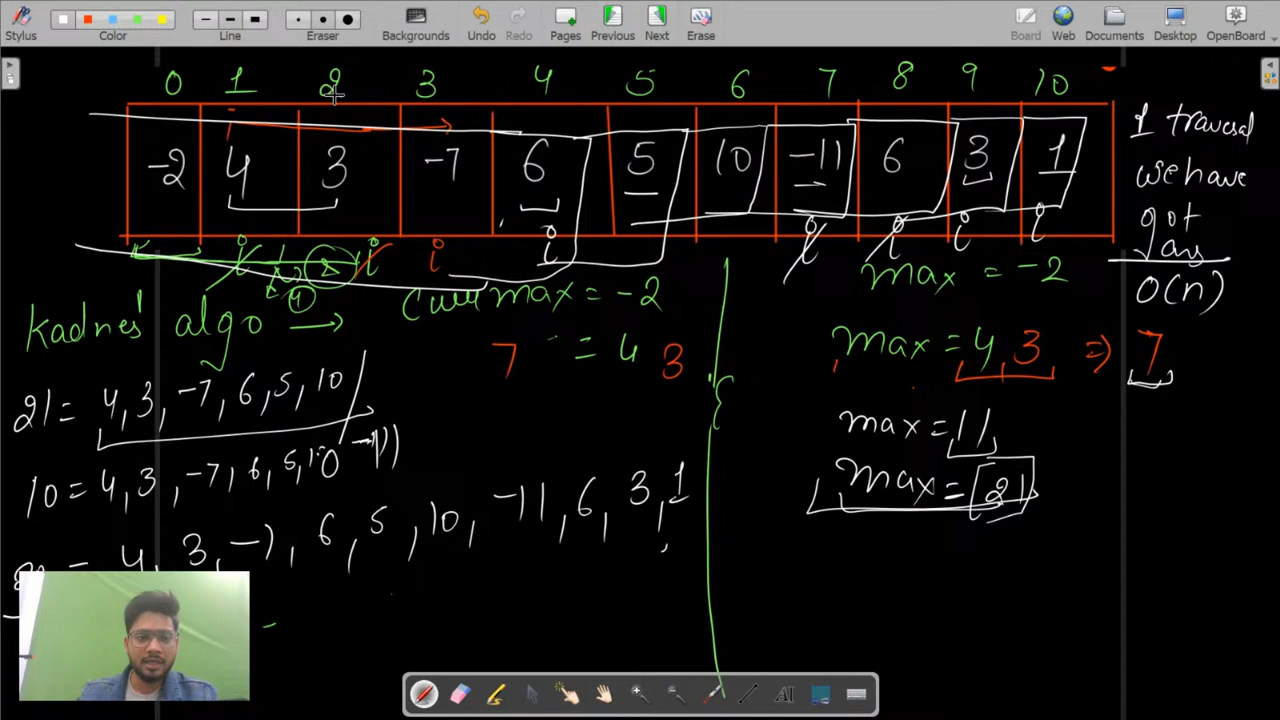 Stylus Color Line Eraser Backgrounds Undo Redo Pages Previous Next Erase Board Web Documents Desktop OpenBoard
0 1 2 3 4 5 6 7 8 9 10
-2 4 3 -7 6 5 10 -11 6 3 1
1 traversal
we have
got
ans
O(n)
i i i i i i i i
4
Kadnes' algo →
Curr max = -2
= 4 3
7
max = -2
max = 4, 3 => 7
max = 11
max = 21
21 = 4, 3, -7, 6, 5, 10
10 = 4, 3, -7, 6, 5, 10 -11
= 4, 3, -7, 6, 5, 10, -11, 6, 3, 1